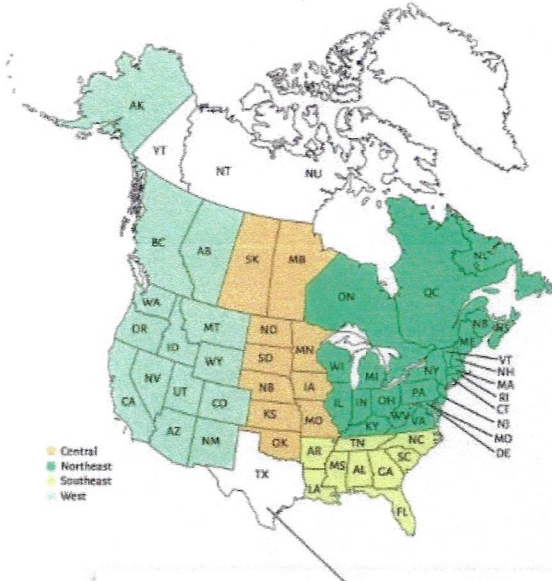 AK
YT
NT
NU
BC
AB
SK
MB
ON
QC
NL
NB
NS
ME
WA
OR
ID
MT
ND
MN
WI
MI
NY
VT
NH
MA
RI
CT
NJ
MD
DE
WY
SD
IA
NV
UT
CO
NB
IL
IN
OH
PA
WV
VA
CA
KS
MO
KY
AZ
NM
OK
AR
TN
NC
SC
TX
LA
MS
AL
GA
FL
Central
Northeast
Southeast
West